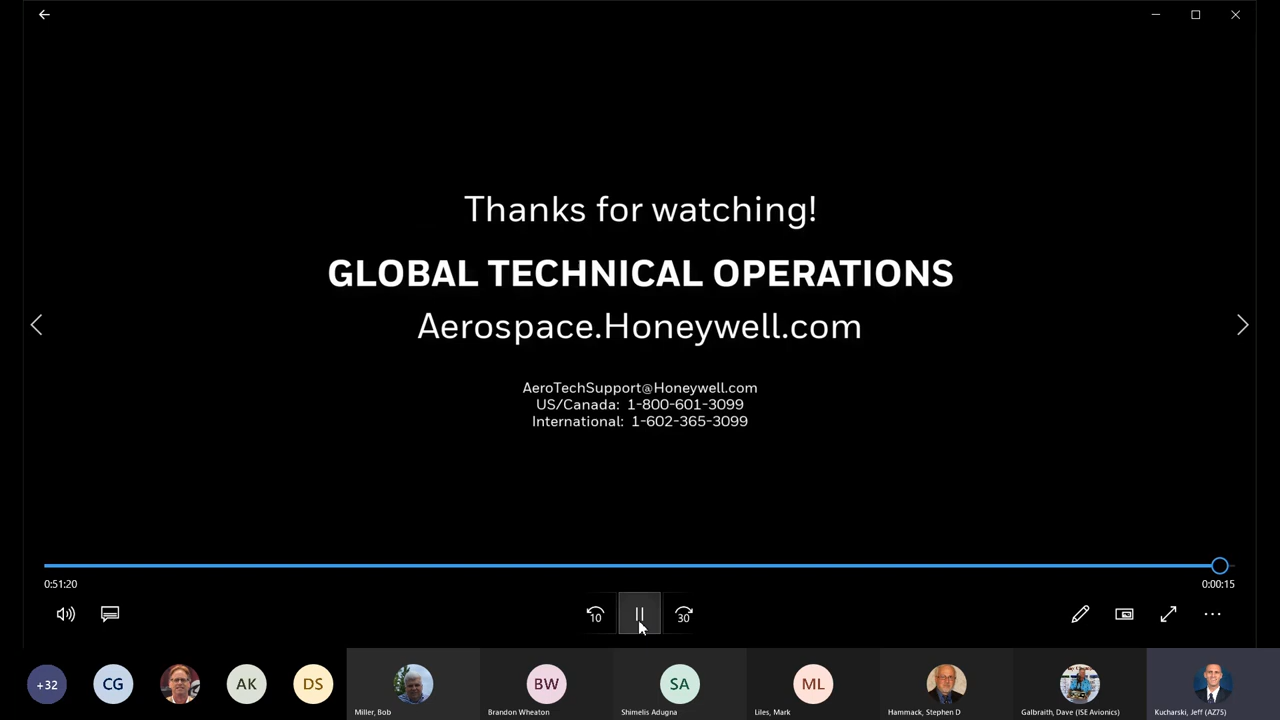 Thanks for watching!
GLOBAL TECHNICAL OPERATIONS
Aerospace.Honeywell.com
AeroTechSupport@Honeywell.com
US/Canada: 1-800-601-3099
International: 1-602-365-3099
0:51:20
0:00:15
10
30
+32
CG
AK
DS
BW
SA
ML
Miller, Bob
Brandon Wheaton
Shimelis Adugna
Liles, Mark
Hammack, Stephen D
Galbraith, Dave (ISE Avionics)
Kucharski, Jeff (AZ75)